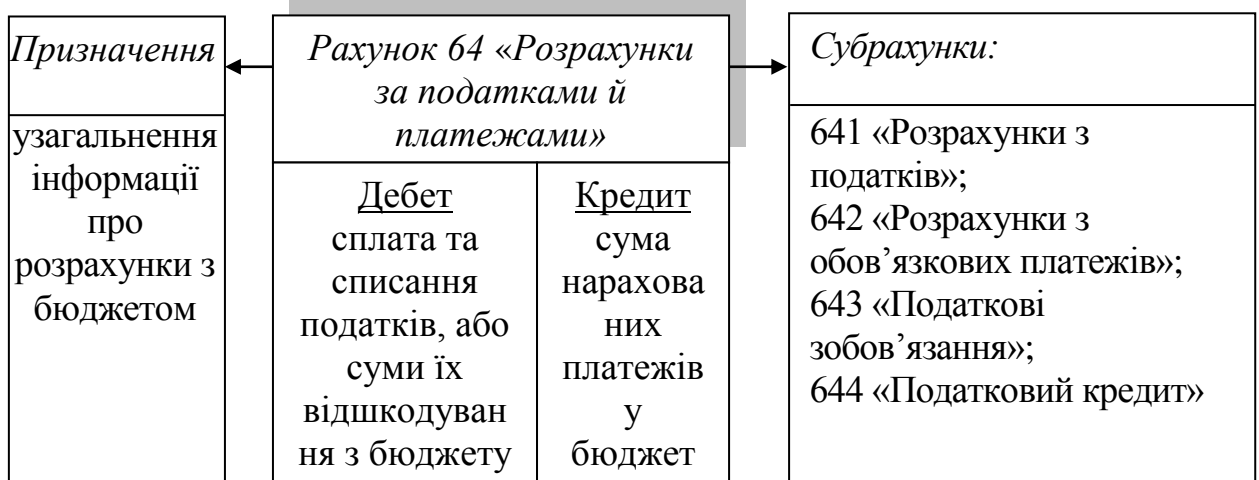 Призначення
узагальнення
інформації
про
розрахунки з
бюджетом
Рахунок 64 «Розрахунки
за податками й
платежами»
Дебет
сплата та
списання
податків, або
суми їх
відшкодуван
ня з бюджету
Кредит
сума
нарахова
них
платежів
у
бюджет
Субрахунки:
641 «Розрахунки з
податків»;
642 «Розрахунки з
обов’язкових платежів»;
643 «Податкові
зобов’язання»;
644 «Податковий кредит»